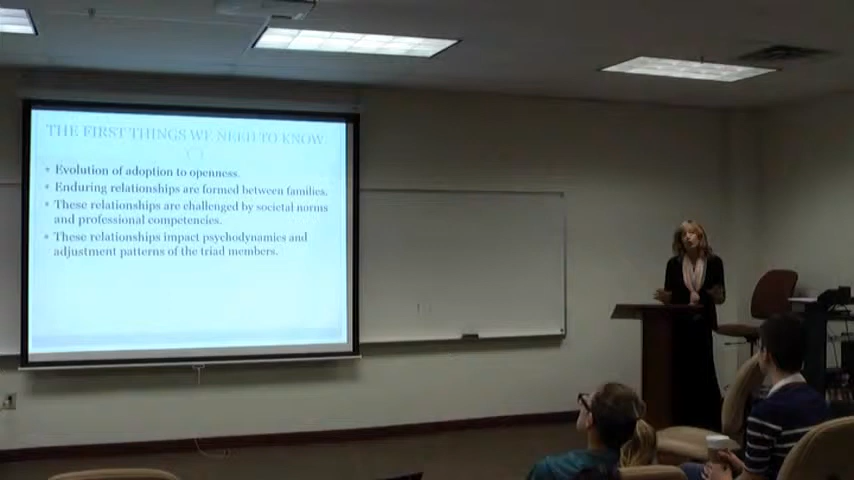 THE FIRST THINGS WE NEED TO KNOW.
Evolution of adoption to openness.
Enduring relationships are formed between families.
These relationships are challenged by societal norms
and professional competencies.
These relationships impact psychodynamics and
adjustment patterns of the triad members.